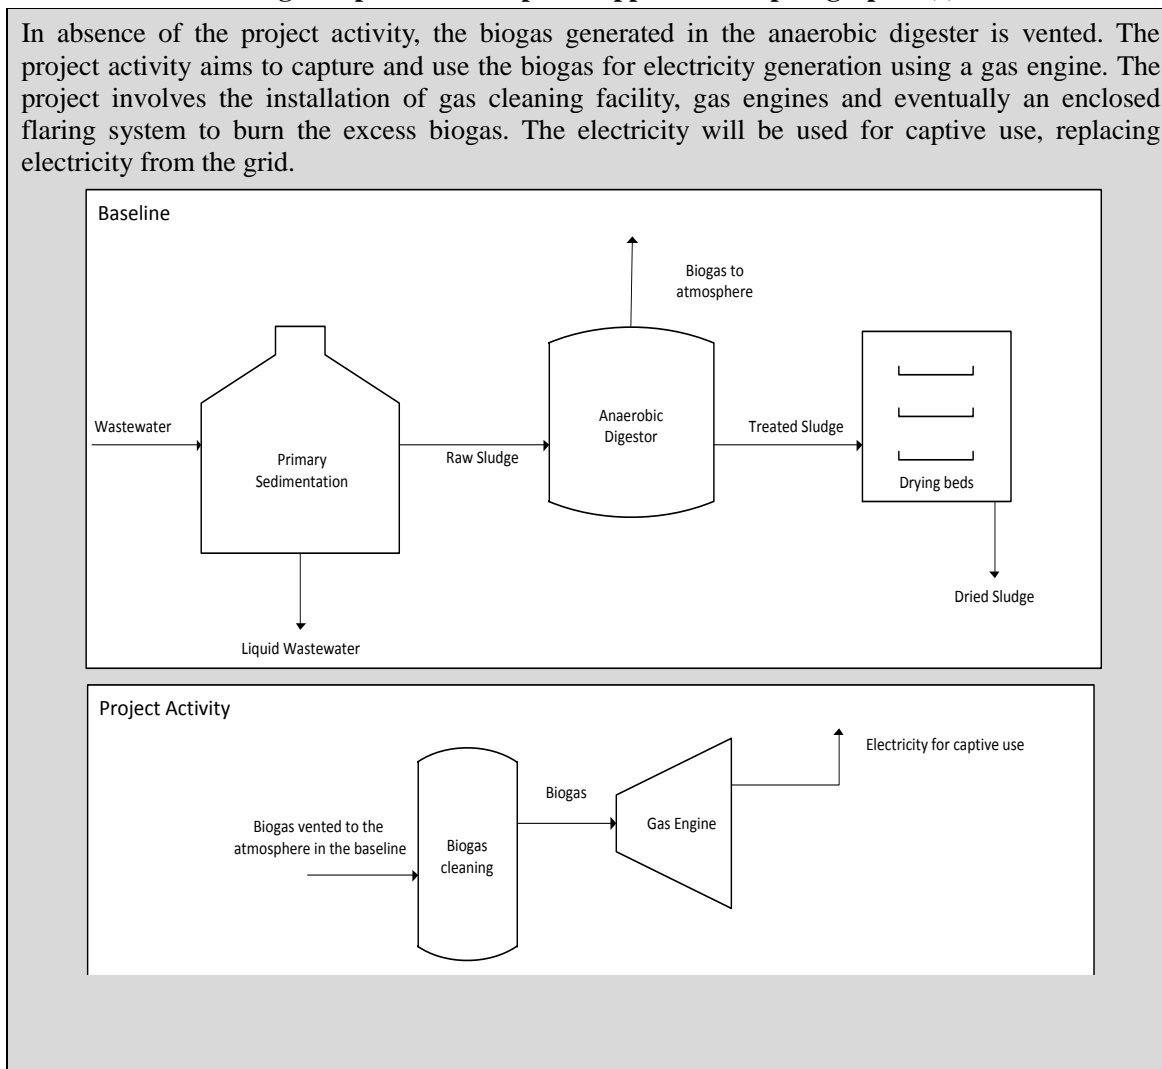 In absence of the project activity, the biogas generated in the anaerobic digester is vented. The
project activity aims to capture and use the biogas for electricity generation using a gas engine. The
project involves the installation of gas cleaning facility, gas engines and eventually an enclosed
flaring system to burn the excess biogas. The electricity will be used for captive use, replacing
electricity from the grid.
Baseline
Biogas to
atmosphere
Wastewater
Primary
Sedimentation
Raw Sludge
Anaerobic
Digestor
Treated Sludge
Drying beds
Liquid Wastewater
Dried Sludge
Project Activity
Biogas vented to the
atmosphere in the baseline
Biogas
cleaning
Biogas
Gas Engine
Electricity for captive use